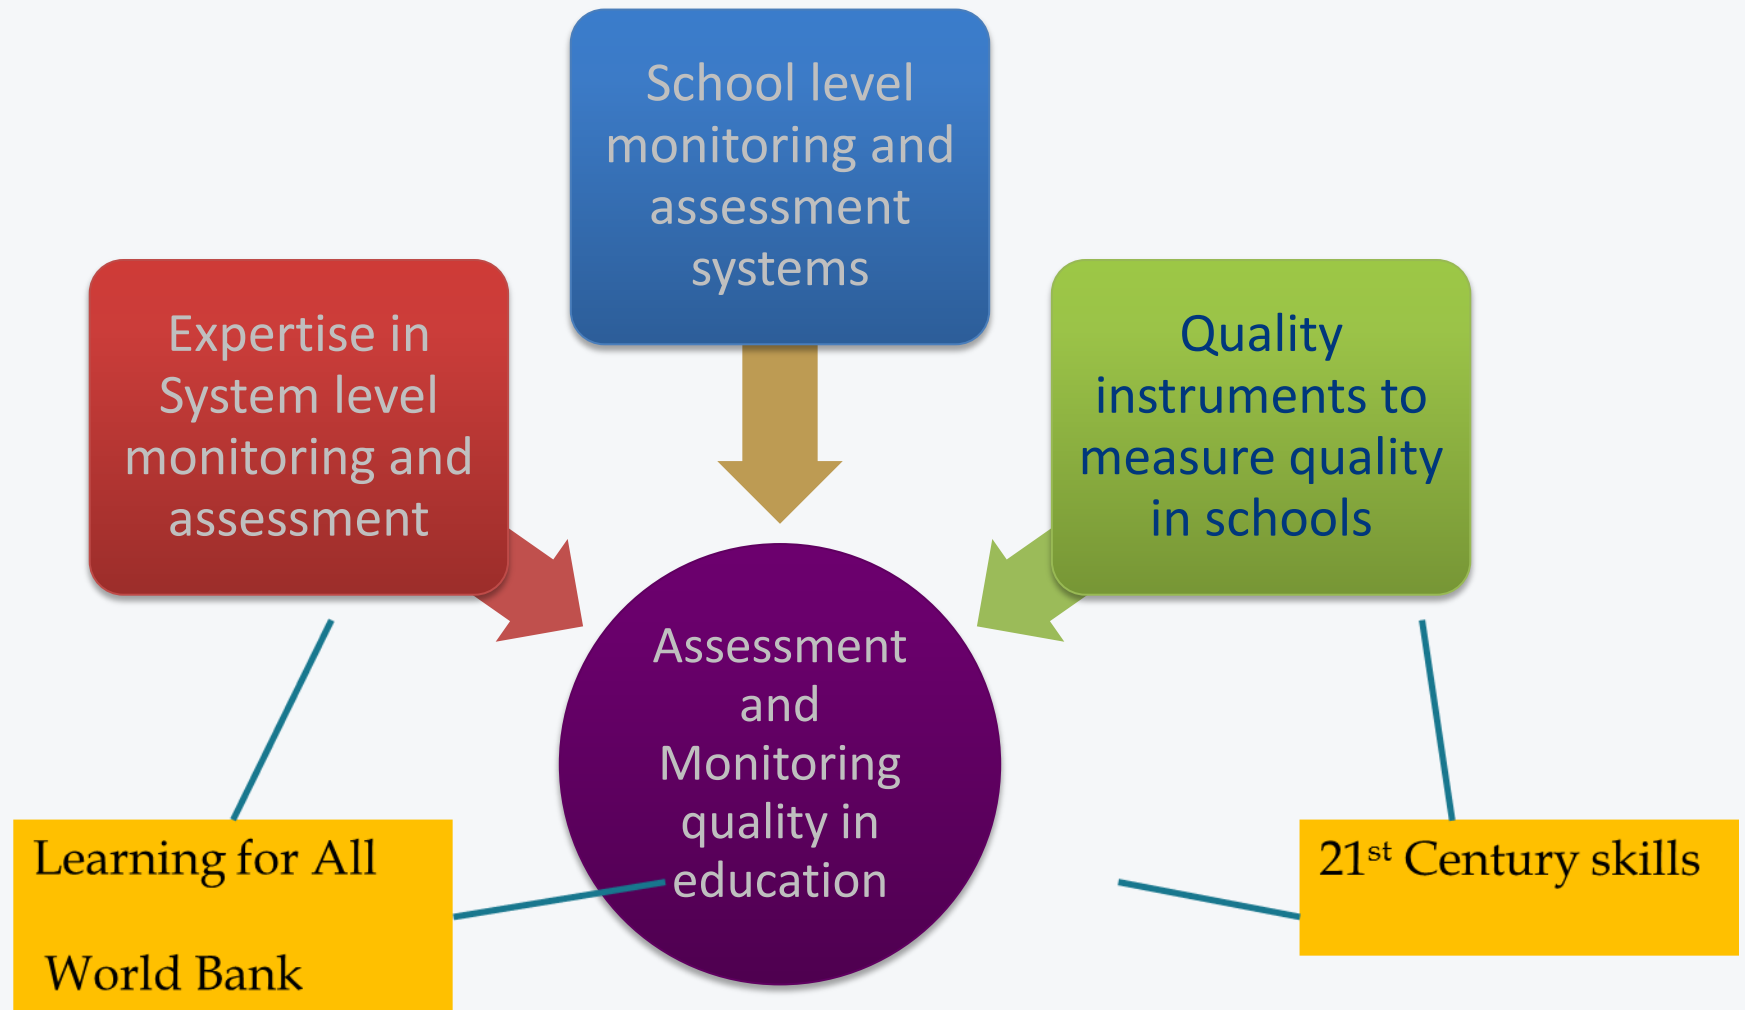 School level
monitoring and
assessment
systems
Expertise in
System level
monitoring and
assessment
Quality
instruments to
measure quality
in schools
Assessment
and
Monitoring
quality in
education
Learning for All
World Bank
21st Century skills